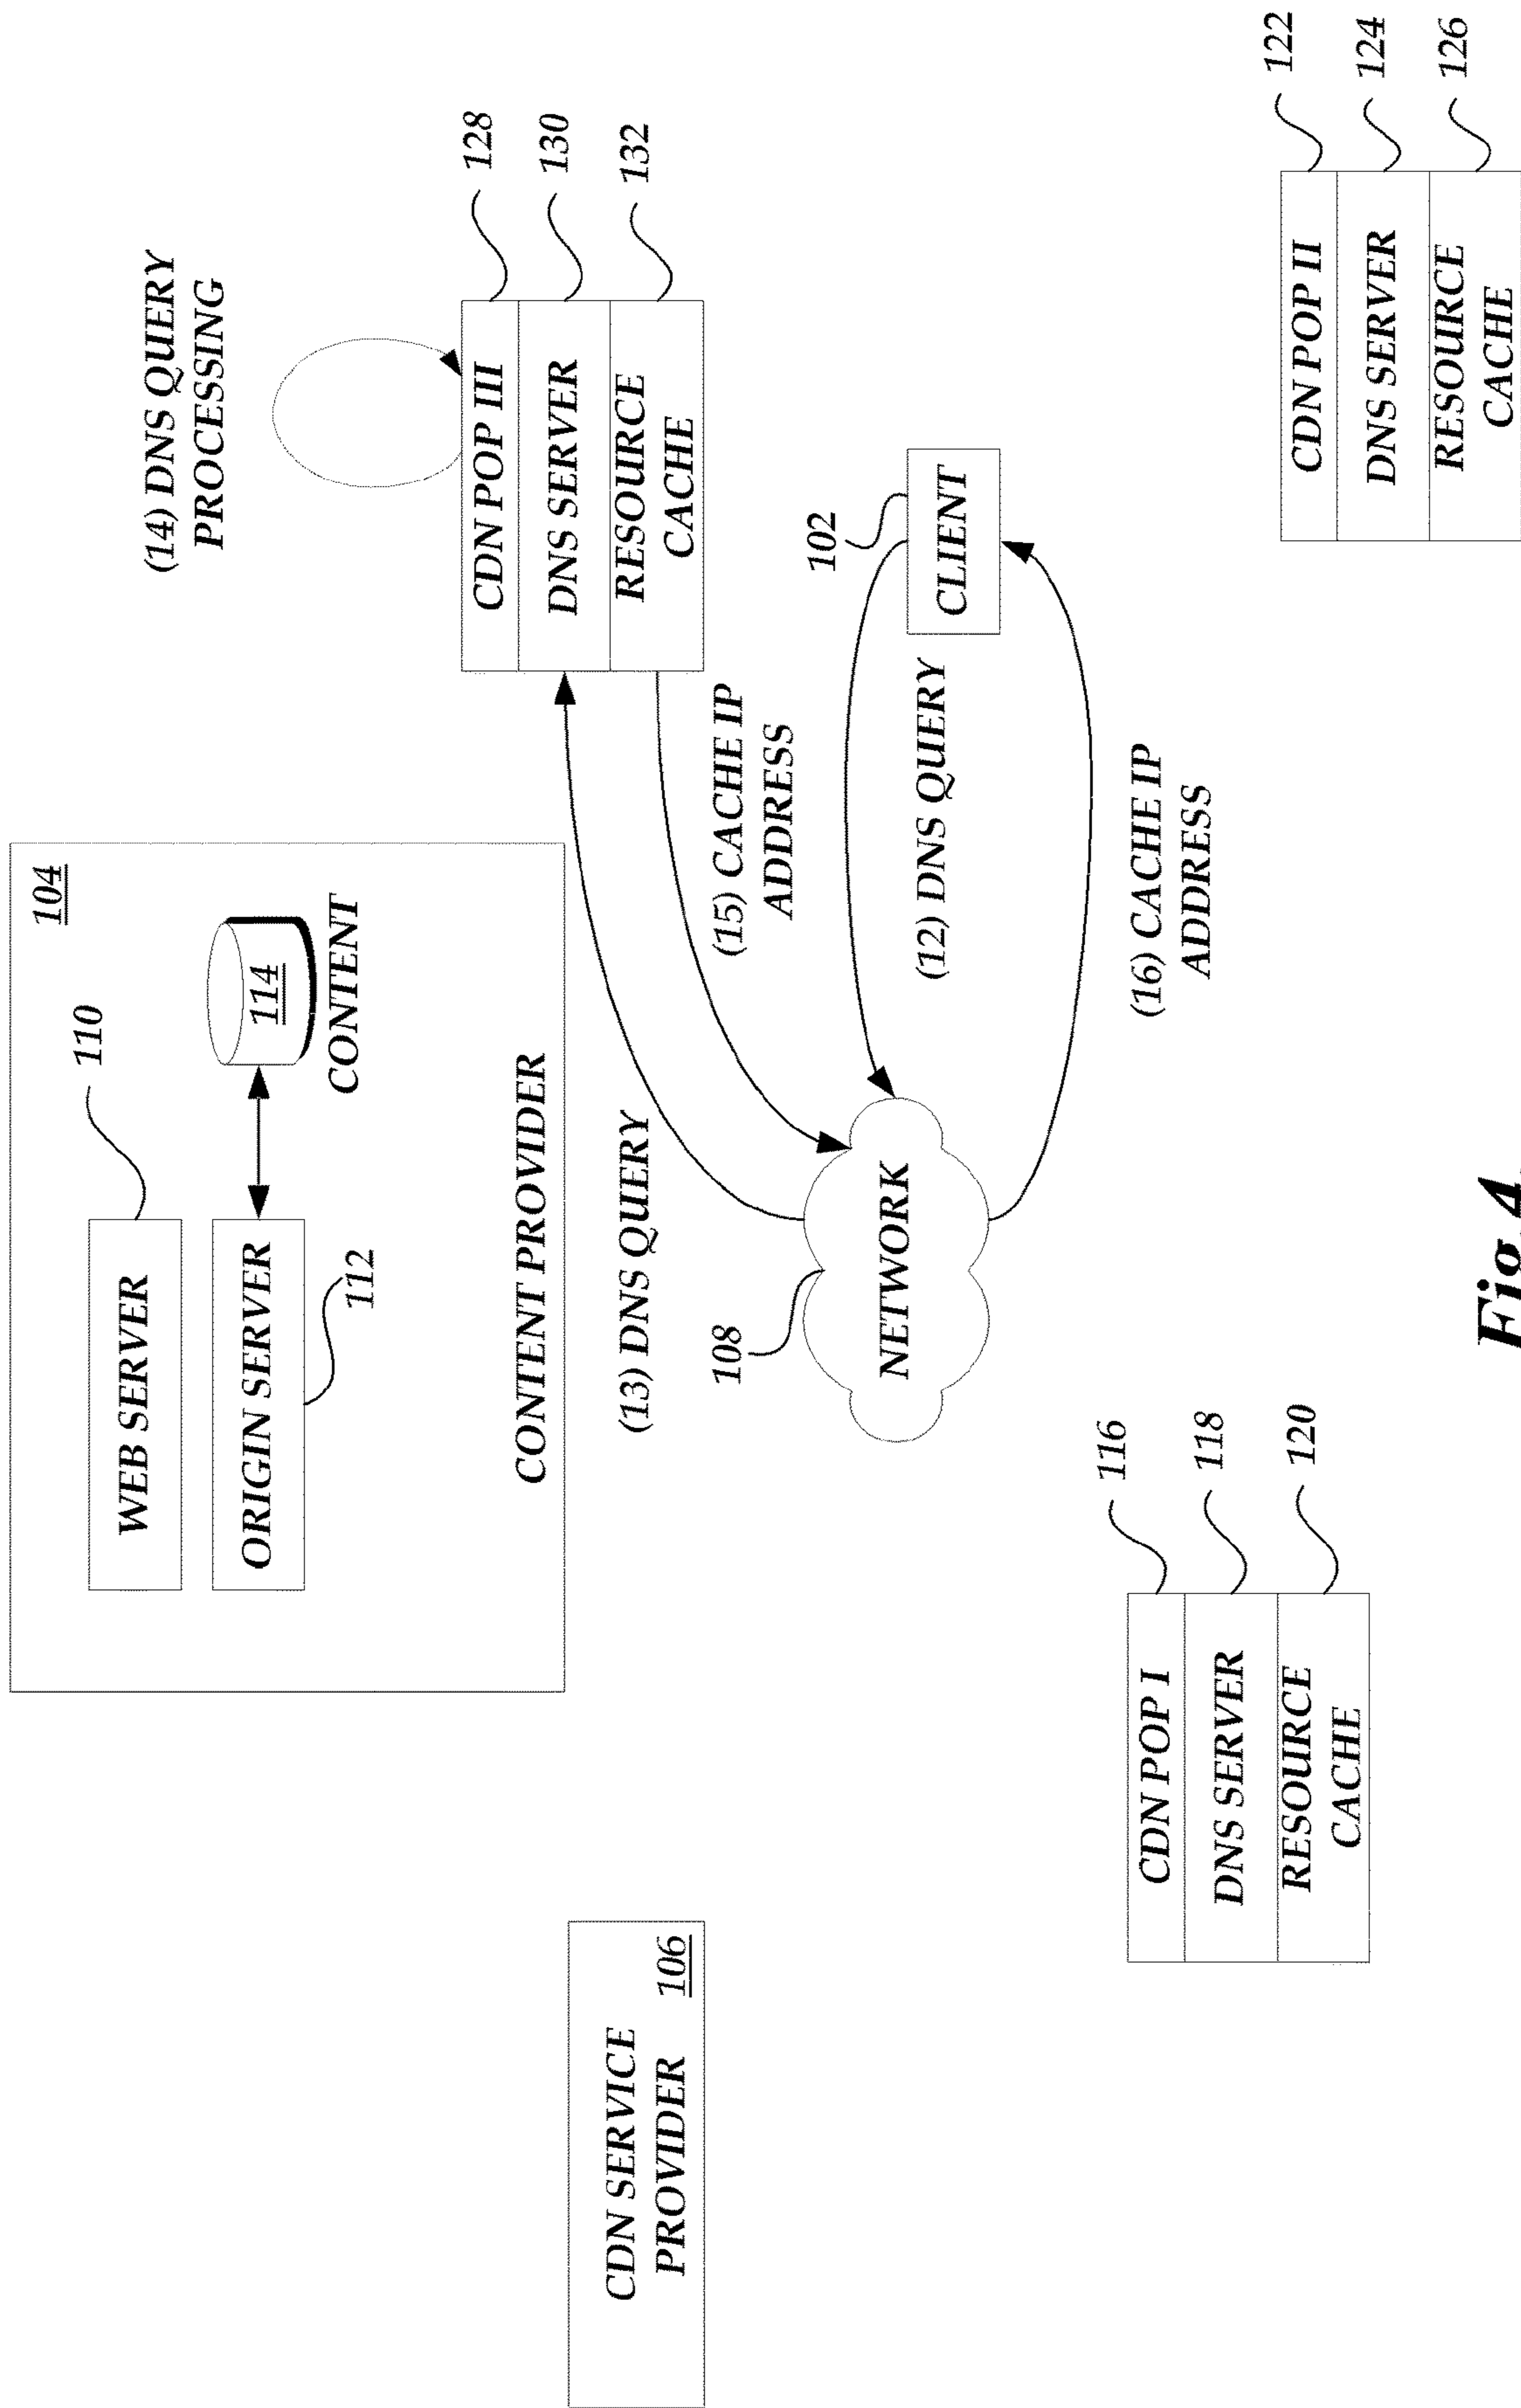 104
WEB SERVER
110
ORIGIN SERVER
112
114
CONTENT
CONTENT PROVIDER
(14) DNS QUERY
PROCESSING
CDN POP III
DNS SERVER
RESOURCE
CACHE
128
130
132
CDN SERVICE
PROVIDER
106
(13) DNS QUERY
(15) CACHE IP
ADDRESS
108
NETWORK
(12) DNS QUERY
102
CLIENT
(16) CACHE IP
ADDRESS
CDN POP I
DNS SERVER
RESOURCE
CACHE
116
118
120
CDN POP II
DNS SERVER
RESOURCE
CACHE
122
124
126
Fig.4.